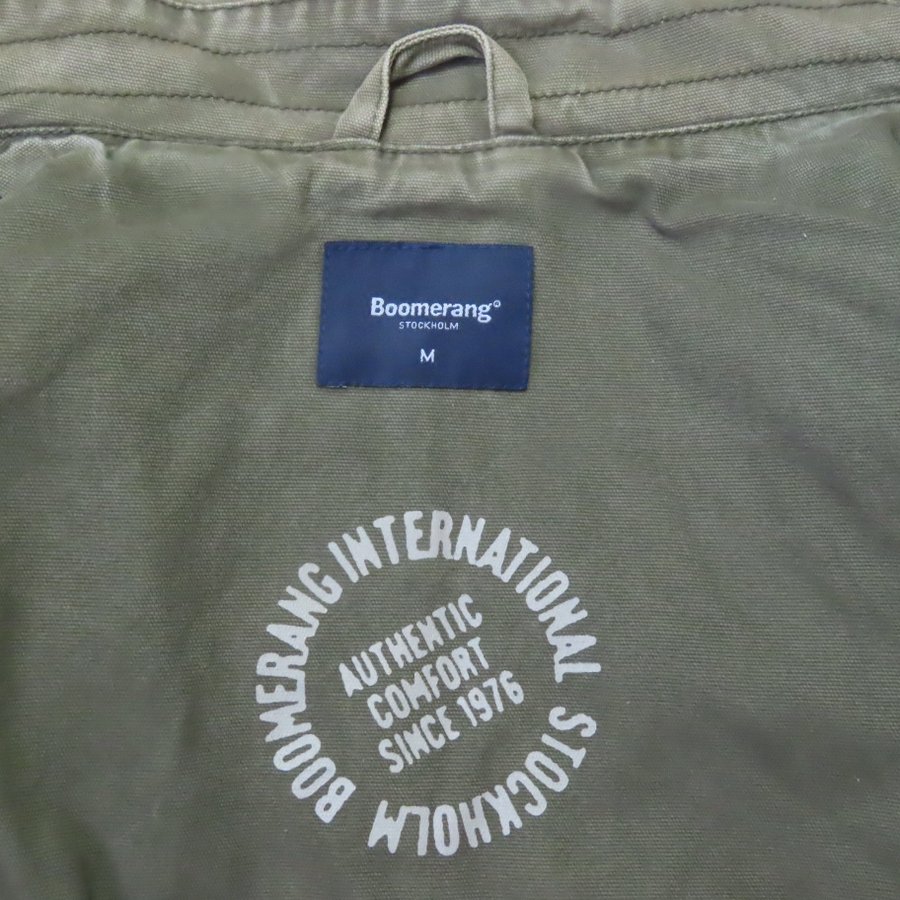 Boomerang®
STOCKHOLM
M
BOOMERANG INTERNATIONAL STOCKHOLM
AUTHENTIC
COMFORT
SINCE 1976